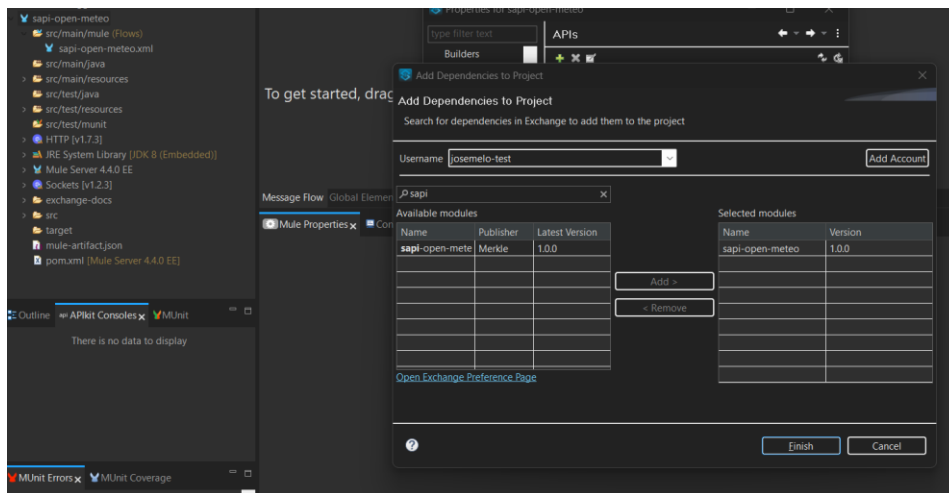 sapi-open-meteo
src/main/mule (Flows)
sapi-open-meteo.xml
src/main/java
src/main/resources
src/test/java
src/test/resources
src/test/munit
HTTP [v1.7.3]
JRE System Library [JDK 8 (Embedded)]
Mule Server 4.4.0 EE
Sockets [v1.2.3]
exchange-docs
src
target
mule-artifact.json
pom.xml [Mule Server 4.4.0 EE]
Outline API APIkit Consoles MUnit
There is no data to display
MUnit Errors MUnit Coverage
To get started, drag
Message Flow Global Elemen
Mule Properties Con
Properties for sapi-open-meteo
type filter text
APIs
Builders
Add Dependencies to Project
Add Dependencies to Project
Search for dependencies in Exchange to add them to the project
Username josemelo-test Add Account
sapi
Available modules
Name Publisher Latest Version
sapi-open-mete Merkle 1.0.0
Add >
< Remove
Selected modules
Name Version
sapi-open-meteo 1.0.0
Open Exchange Preference Page
Finish Cancel